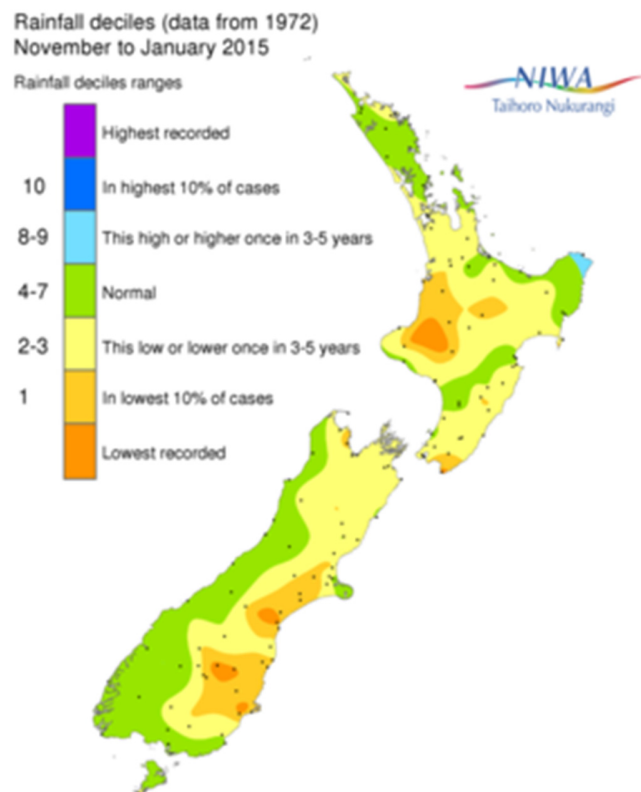 Rainfall deciles (data from 1972)
November to January 2015
Rainfall deciles ranges
NIWA
Taihoro Nukurangi
Highest recorded
10 In highest 10% of cases
8-9 This high or higher once in 3-5 years
4-7 Normal
2-3 This low or lower once in 3-5 years
1 In lowest 10% of cases
Lowest recorded